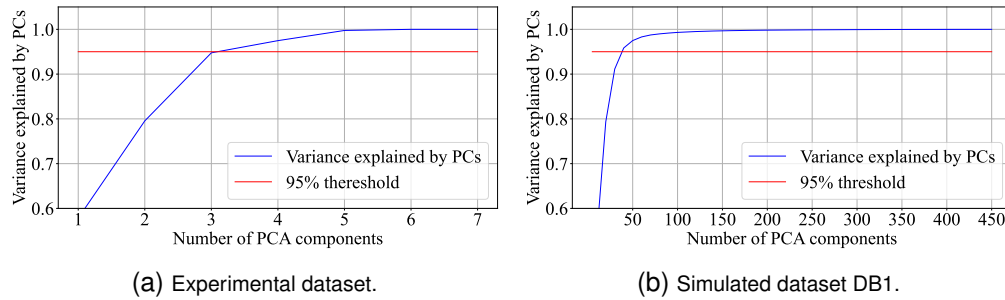 Variance explained by PCs
1.0
0.9
0.8
0.7
0.6
Variance explained by PCs
95% thereshold
1 2 3 4 5 6 7
Number of PCA components
(a) Experimental dataset.
Variance explained by PCs
1.0
0.9
0.8
0.7
0.6
Variance explained by PCs
95% threshold
50 100 150 200 250 300 350 400 450
Number of PCA components
(b) Simulated dataset DB1.